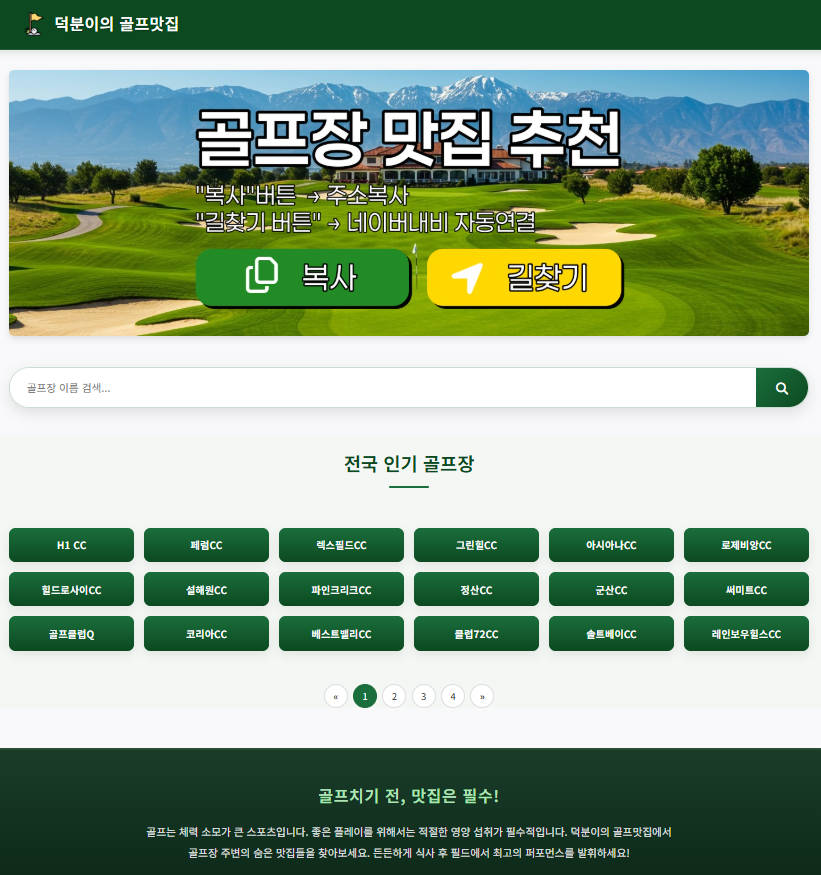 덕분이의 골프맛집
골프장 맛집 추천
"복사"버튼 → 주소복사
"길찾기 버튼" → 네이버내비 자동연결
복사 길찾기
골프장 이름 검색...
전국 인기 골프장
H1 CC 페럼CC 렉스필드CC 그린힐CC 아시아나CC 로제비앙CC
힐드로사이CC 설해원CC 파인크리크CC 정산CC 군산CC 써미트CC
골프클럽Q 코리아CC 베스트밸리CC 클럽72CC 솔트베이CC 레인보우힐스CC
« 1 2 3 4 »
골프치기 전, 맛집은 필수!
골프는 체력 소모가 큰 스포츠입니다. 좋은 플레이를 위해서는 적절한 영양 섭취가 필수적입니다. 덕분이의 골프맛집에서
골프장 주변의 숨은 맛집들을 찾아보세요. 든든하게 식사 후 필드에서 최고의 퍼포먼스를 발휘하세요!